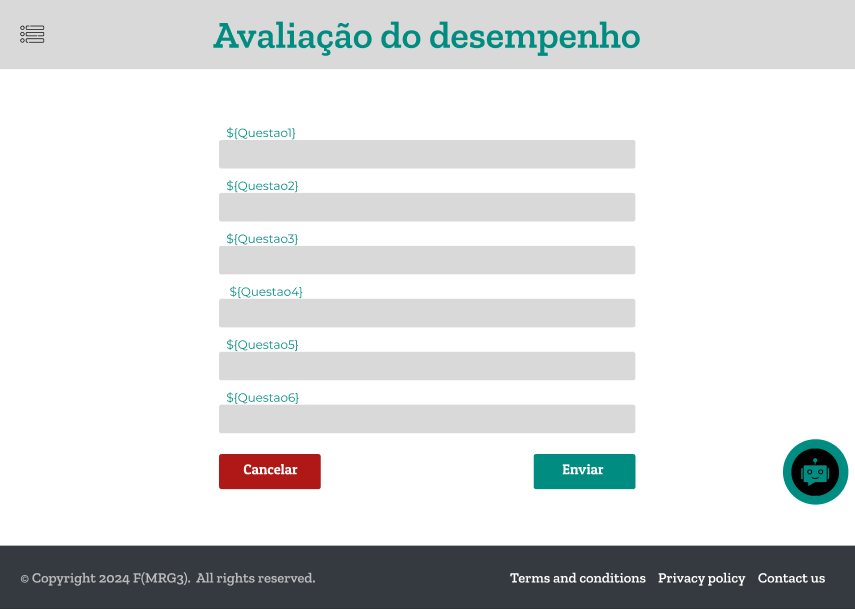 Avaliação do desempenho
${Questao1}
${Questao2}
${Questao3}
${Questao4}
${Questao5}
${Questao6}
Cancelar
Enviar
© Copyright 2024 F(MRG3). All rights reserved.
Terms and conditions Privacy policy Contact us